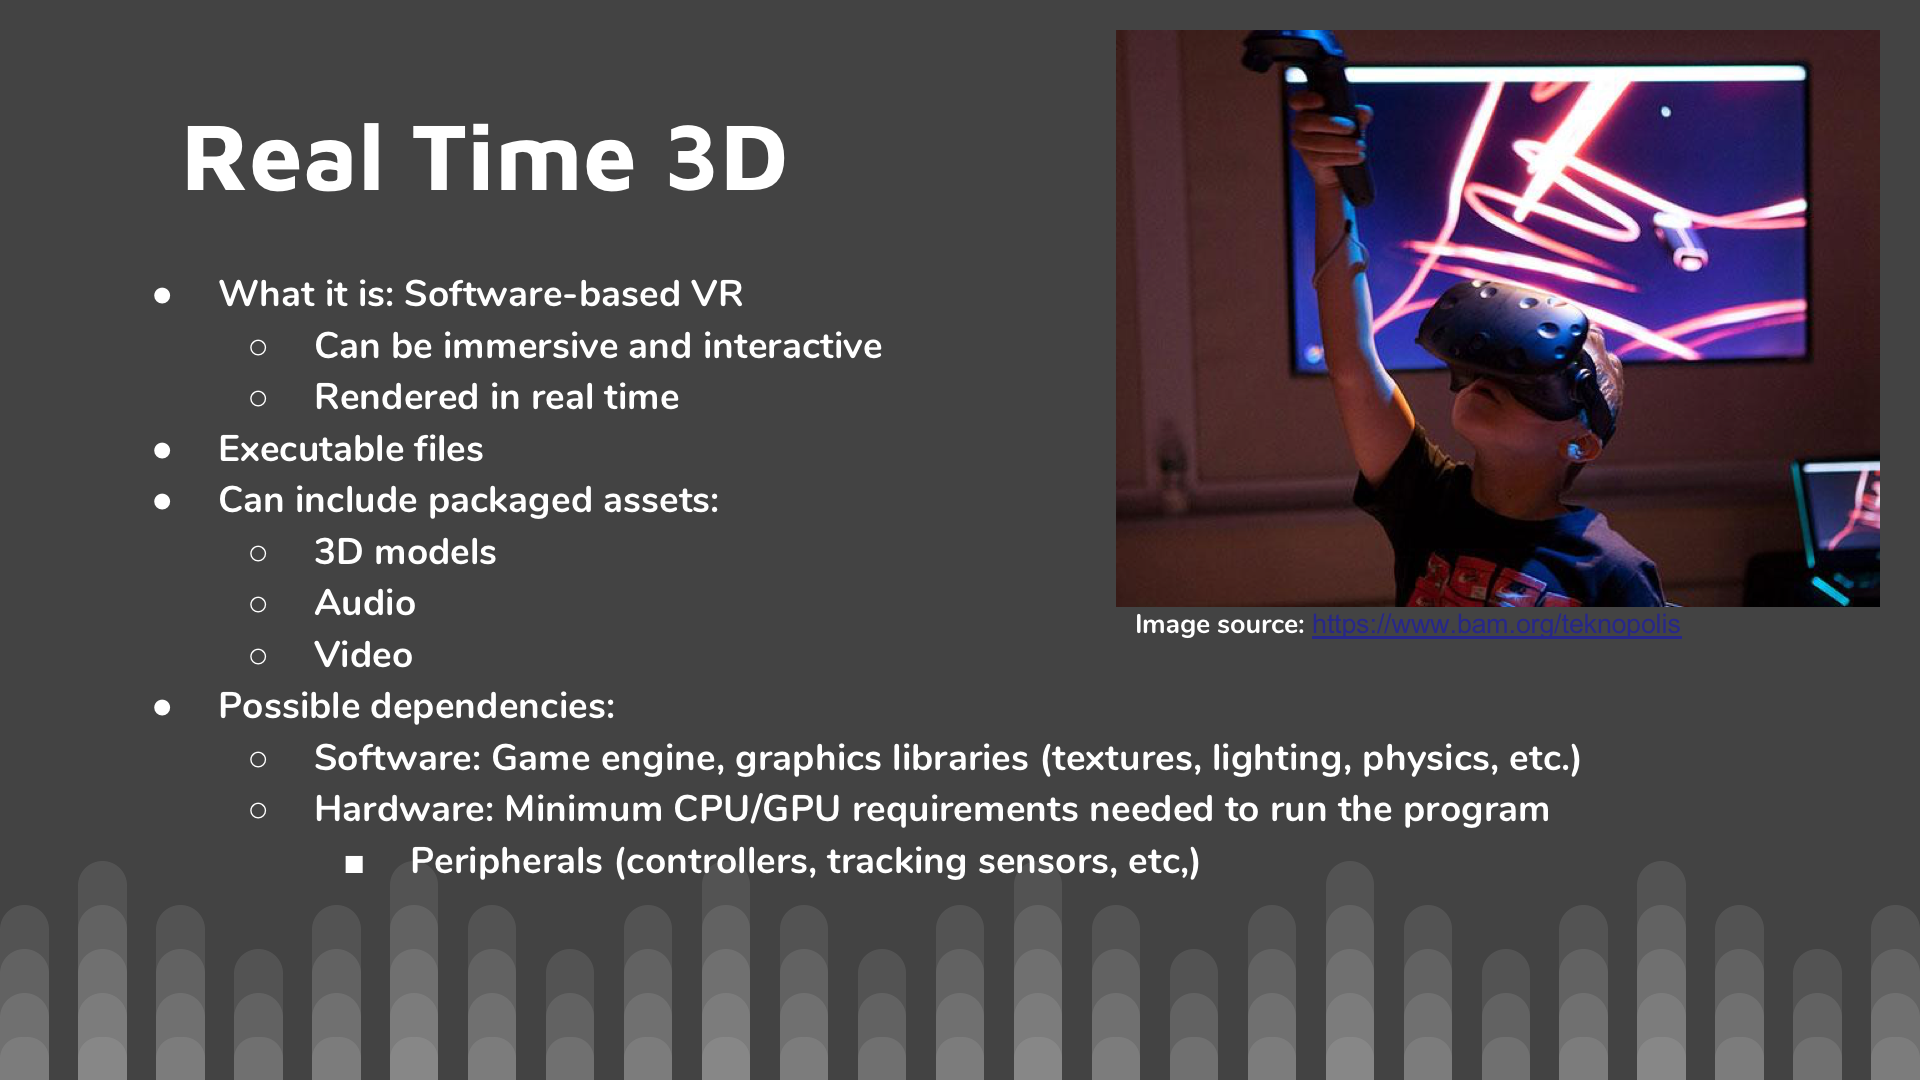 Real Time 3D
● What it is: Software-based VR
○ Can be immersive and interactive
○ Rendered in real time
● Executable files
● Can include packaged assets:
○ 3D models
○ Audio
○ Video
● Possible dependencies:
○ Software: Game engine, graphics libraries (textures, lighting, physics, etc.)
○ Hardware: Minimum CPU/GPU requirements needed to run the program
■ Peripherals (controllers, tracking sensors, etc,)
Image source: https://www.bam.org/teknopolis